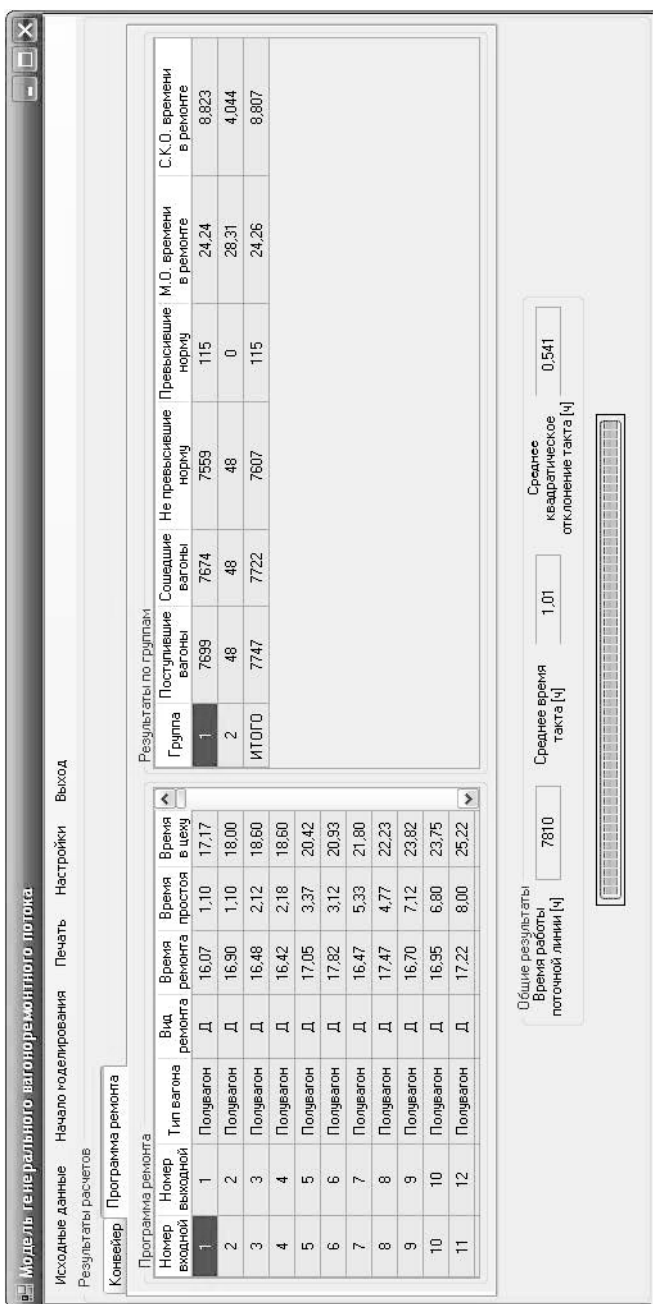 Модель генерального вагоноремонтного потока
Исходные данные Начало моделирования Печать Настройки Выход
Результаты расчетов
Конвейер Программа ремонта
Программа ремонта
Номер входной Номер выходной Тип вагона Вид ремонта Время ремонта Время простоя Время в цеху
1 1 Полувагон Д 16,07 1,10 17,17
2 2 Полувагон Д 16,90 1,10 18,00
3 3 Полувагон Д 16,48 2,12 18,60
4 4 Полувагон Д 16,42 2,18 18,60
5 5 Полувагон Д 17,05 3,37 20,42
6 6 Полувагон Д 17,82 3,12 20,93
7 7 Полувагон Д 16,47 5,33 21,80
8 8 Полувагон Д 17,47 4,77 22,23
9 9 Полувагон Д 16,70 7,12 23,82
10 10 Полувагон Д 16,95 6,80 23,75
11 12 Полувагон Д 17,22 8,00 25,22
Результаты по группам
Группа Поступившие вагоны Сошедшие вагоны Не превысившие норму Превысившие норму М.О. времени в ремонте С.К.О. времени в ремонте
1 7699 7674 7559 115 24,24 8,823
2 48 48 48 0 28,31 4,044
ИТОГО 7747 7722 7607 115 24,26 8,807
Общие результаты
Время работы поточной линии [ч] 7810
Среднее время такта [ч] 1,01
Среднее квадратическое отклонение такта [ч] 0,541